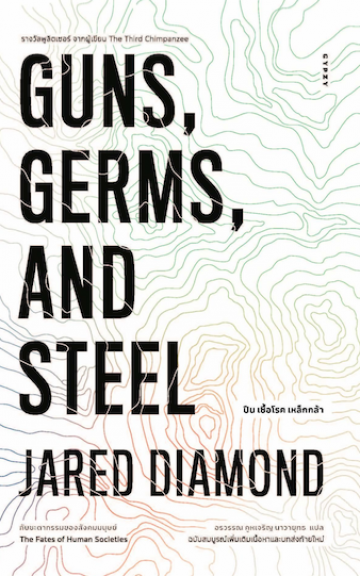 รางวัลพูลิตเซอร์ จากผู้เขียน The Third Chimpanzee
GYPZY
GUNS,
GERMS,
AND
STEEL
ปืน เชื้อโรค เหล็กกล้า
JARED DIAMOND
กับชะตากรรมของสังคมมนุษย์
The Fates of Human Societies
อรวรรณ คูหเจริญ นาวายุทธ แปล
ฉบับสมบูรณ์เพิ่มเติมเนื้อหาและบทส่งท้ายใหม่